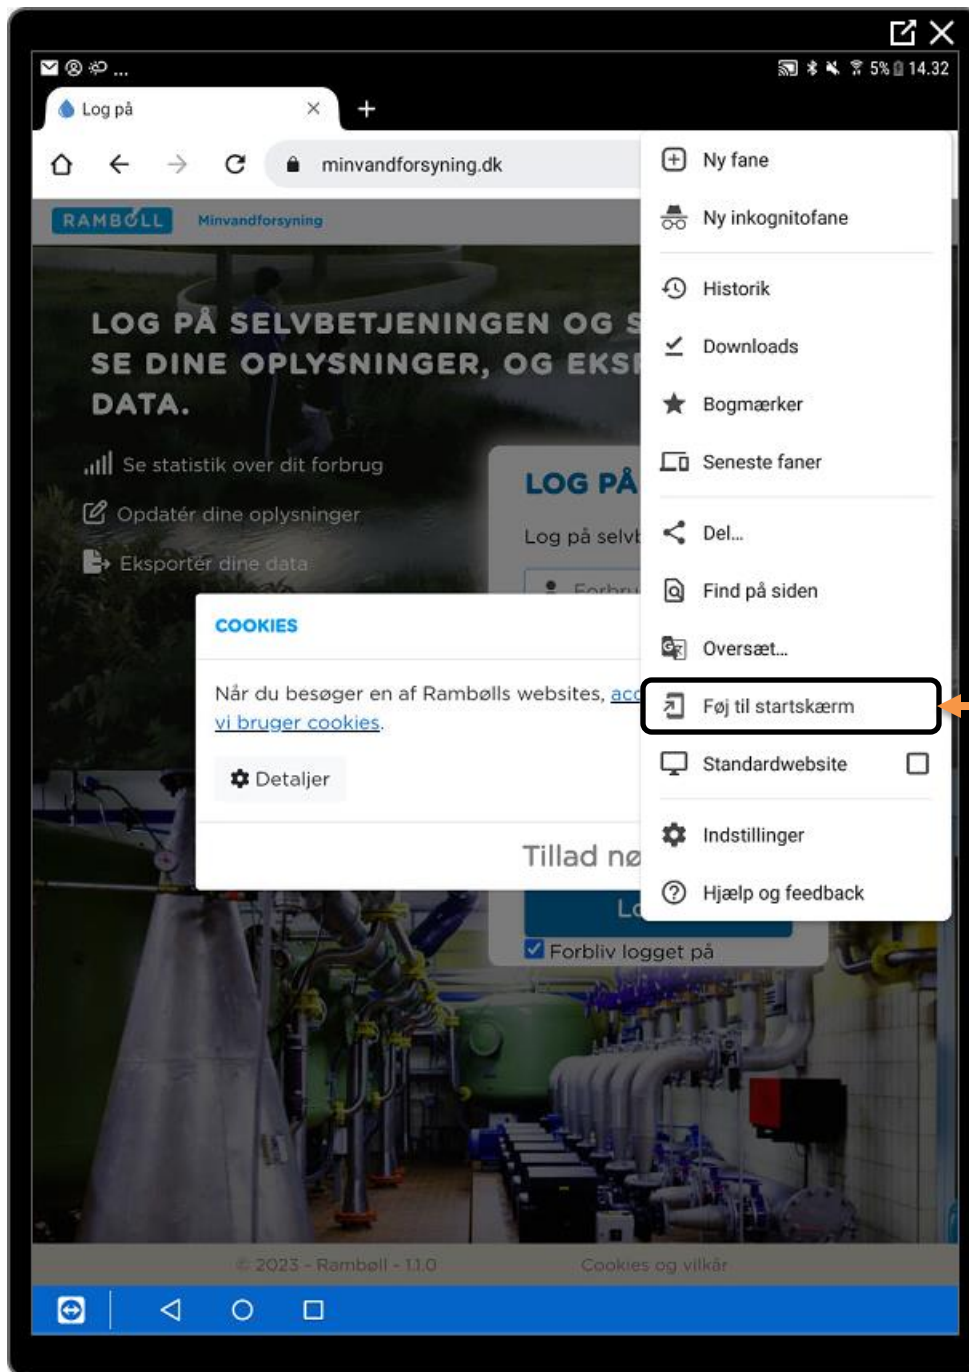 5% 14.32
Log på
minvandforsyning.dk
RAMBOLL Minvandforsyning
LOG PÅ SELVBETJENINGEN OG S
SE DINE OPLYSNINGER, OG EKSP
DATA.
Se statistik over dit forbrug
Opdatér dine oplysninger
Eksportér dine data
LOG PÅ
Log på selvb
Forbru
COOKIES
Når du besøger en af Rambølls websites, acc
vi bruger cookies.
Detaljer
Tillad nø
Lo
Forbliv logget på
Ny fane
Ny inkognitofane
Historik
Downloads
Bogmærker
Seneste faner
Del...
Find på siden
Oversæt...
Føj til startskærm
Standardwebsite
Indstillinger
Hjælp og feedback
© 2023 - Rambøll - 1.1.0
Cookies og vilkår